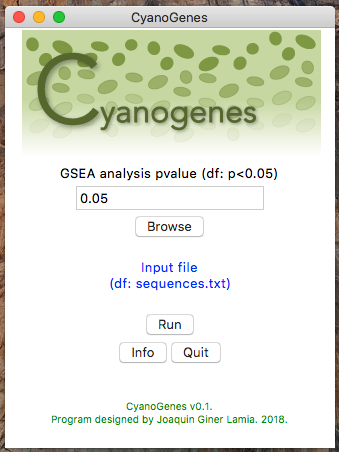 CyanoGenes
Cyanogenes
GSEA analysis pvalue (df: p<0.05)
0.05
Browse
Input file
(df: sequences.txt)
Run
Info Quit
CyanoGenes v0.1.
Program designed by Joaquin Giner Lamia. 2018.